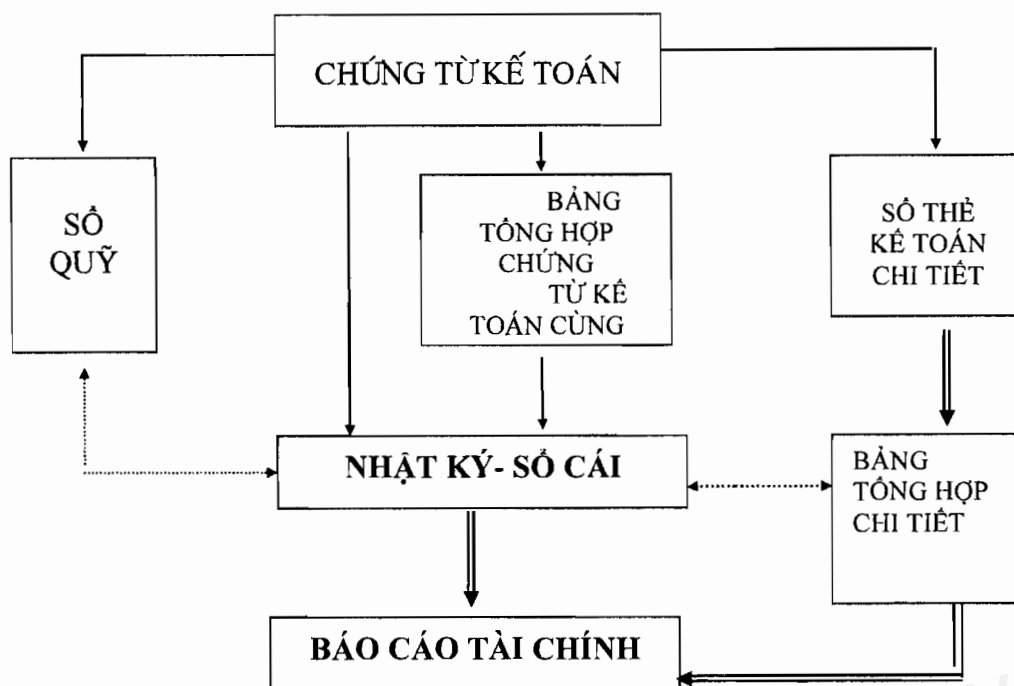 CHỨNG TỪ KẾ TOÁN
SỔ
QUỸ
BẢNG
TỔNG HỢP
CHỨNG
TỪ KẾ
TOÁN CÙNG
SỔ THẺ
KẾ TOÁN
CHI TIẾT
NHẬT KÝ- SỔ CÁI
BẢNG
TỔNG HỢP
CHI TIẾT
BÁO CÁO TÀI CHÍNH